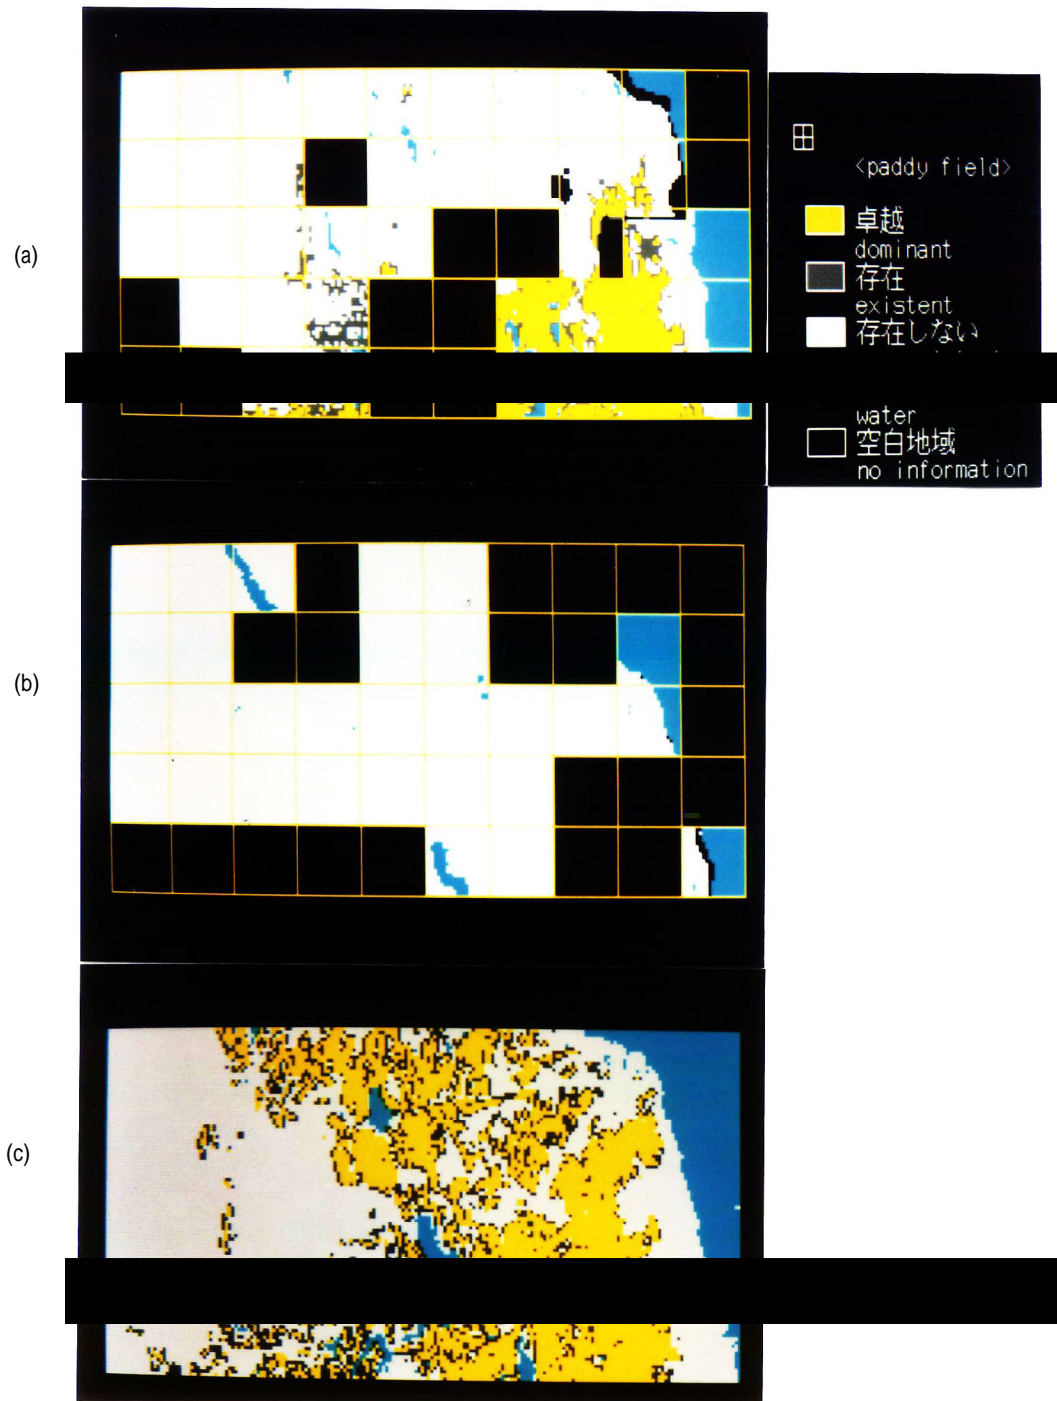 (a)
<paddy field>
卓越
dominant
存在
existent
存在しない
water
空白地域
no information
(b)
(c)